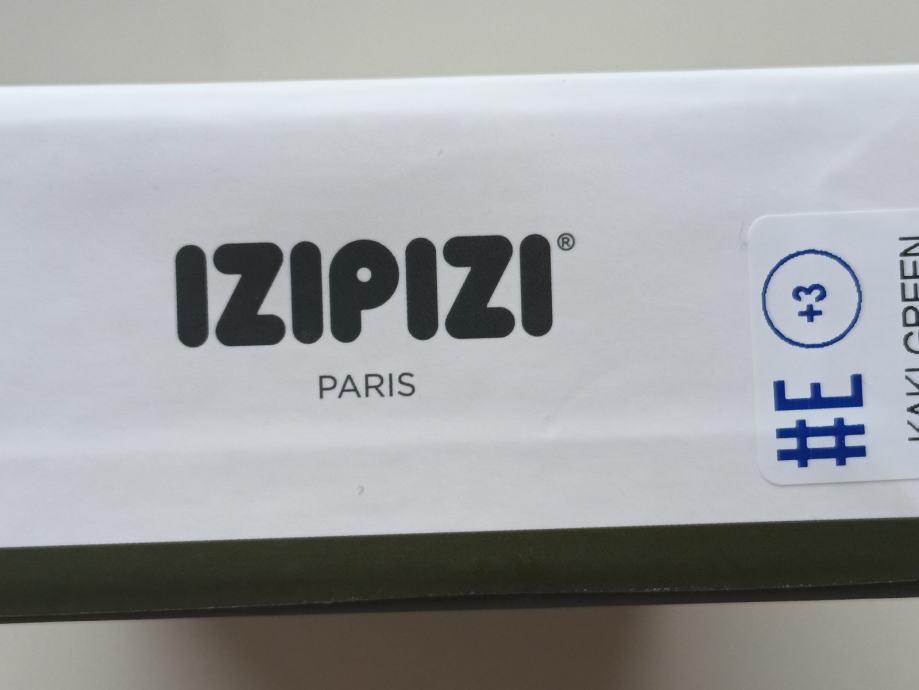 IZIPIZI®
PARIS
#E +3
KAKI GREEN